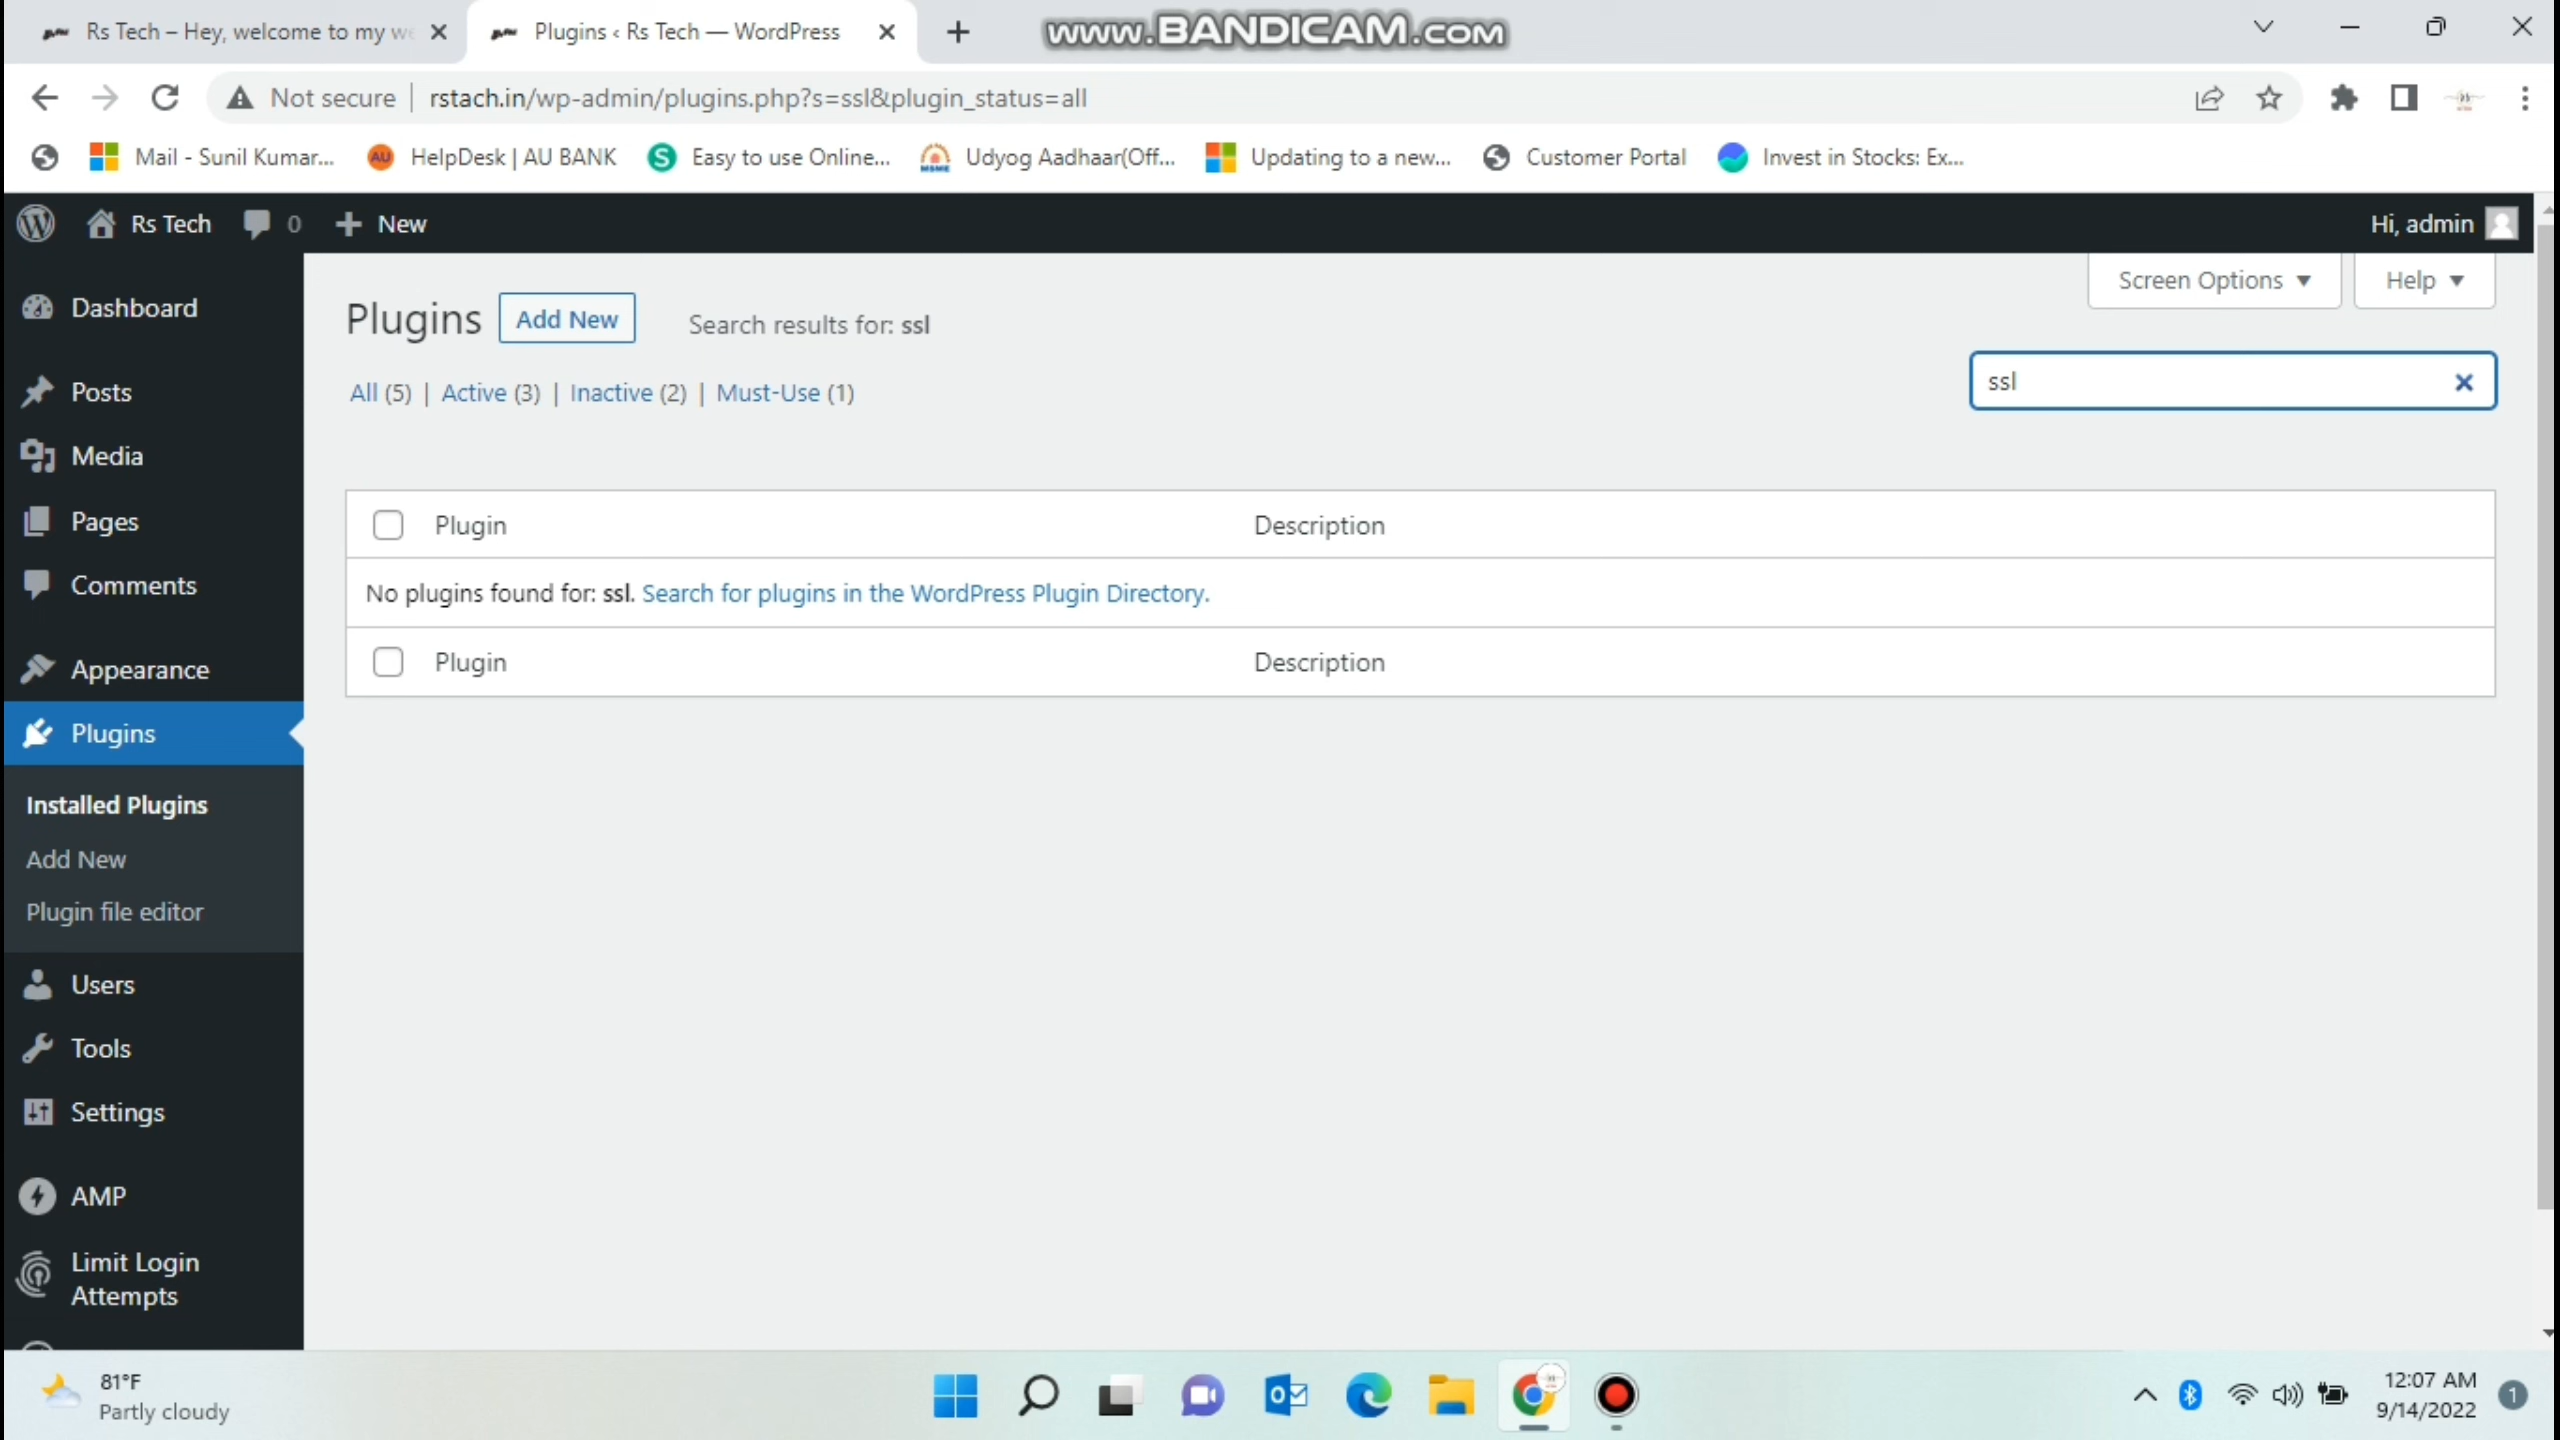 Rs Tech – Hey, welcome to my we
Plugins ‹ Rs Tech — WordPress
www.BANDICAM.com
Not secure
rstach.in/wp-admin/plugins.php?s=ssl&plugin_status=all
Mail - Sunil Kumar...
AU
HelpDesk | AU BANK
S
Easy to use Online...
MSME
Udyog Aadhaar(Off...
Updating to a new...
Customer Portal
Invest in Stocks: Ex...
Rs Tech
0
New
Hi, admin
Screen Options
Help
Dashboard
Posts
Media
Pages
Comments
Appearance
Plugins
Installed Plugins
Add New
Plugin file editor
Users
Tools
Settings
AMP
Limit Login
Attempts
Plugins
Add New
Search results for: ssl
All (5) | Active (3) | Inactive (2) | Must-Use (1)
ssl
Plugin
Description
No plugins found for: ssl. Search for plugins in the WordPress Plugin Directory.
Plugin
Description
81°F
Partly cloudy
12:07 AM
9/14/2022
1